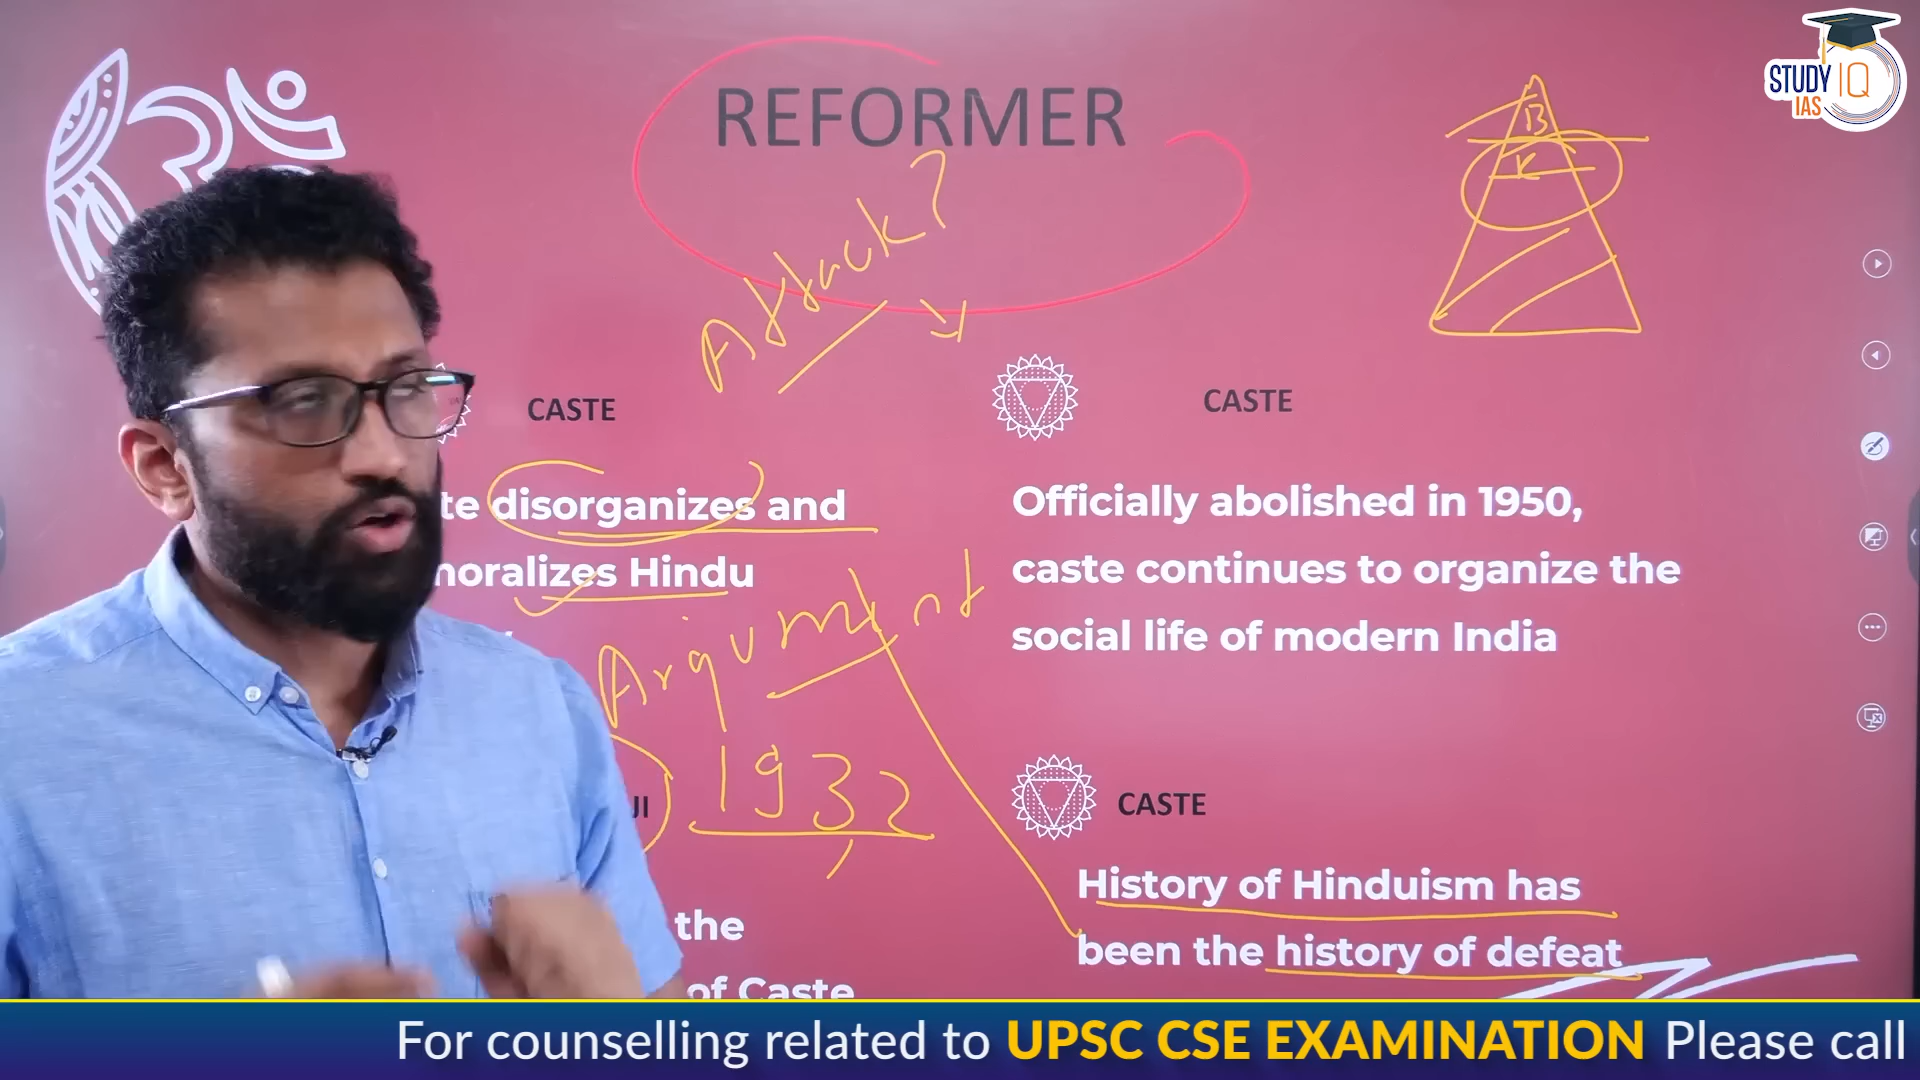 STUDY IQ
IAS
REFORMER
B
K
Attack?
CASTE
te disorganizes and
moralizes Hindu
CASTE
Officially abolished in 1950,
caste continues to organize the
social life of modern India
Argument
JI
1932
the
of Caste
CASTE
History of Hinduism has
been the history of defeat
For counselling related to UPSC CSE EXAMINATION Please call